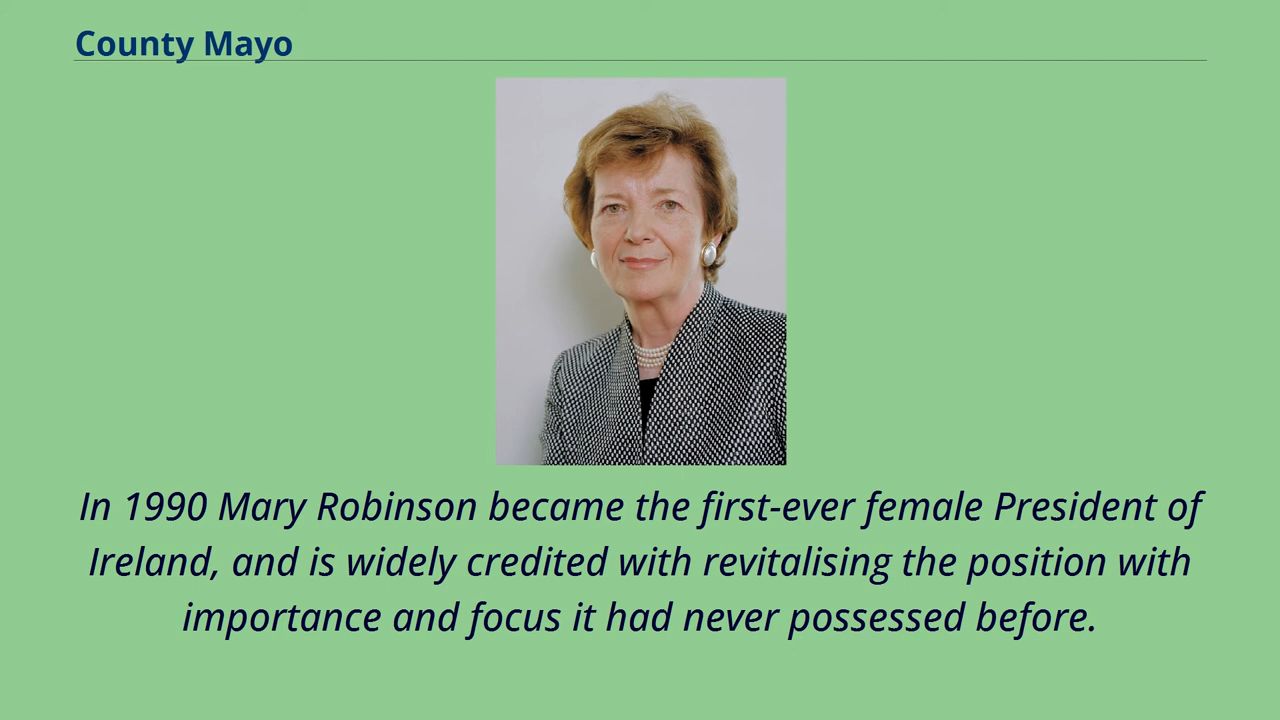 County Mayo
In 1990 Mary Robinson became the first-ever female President of
Ireland, and is widely credited with revitalising the position with
importance and focus it had never possessed before.